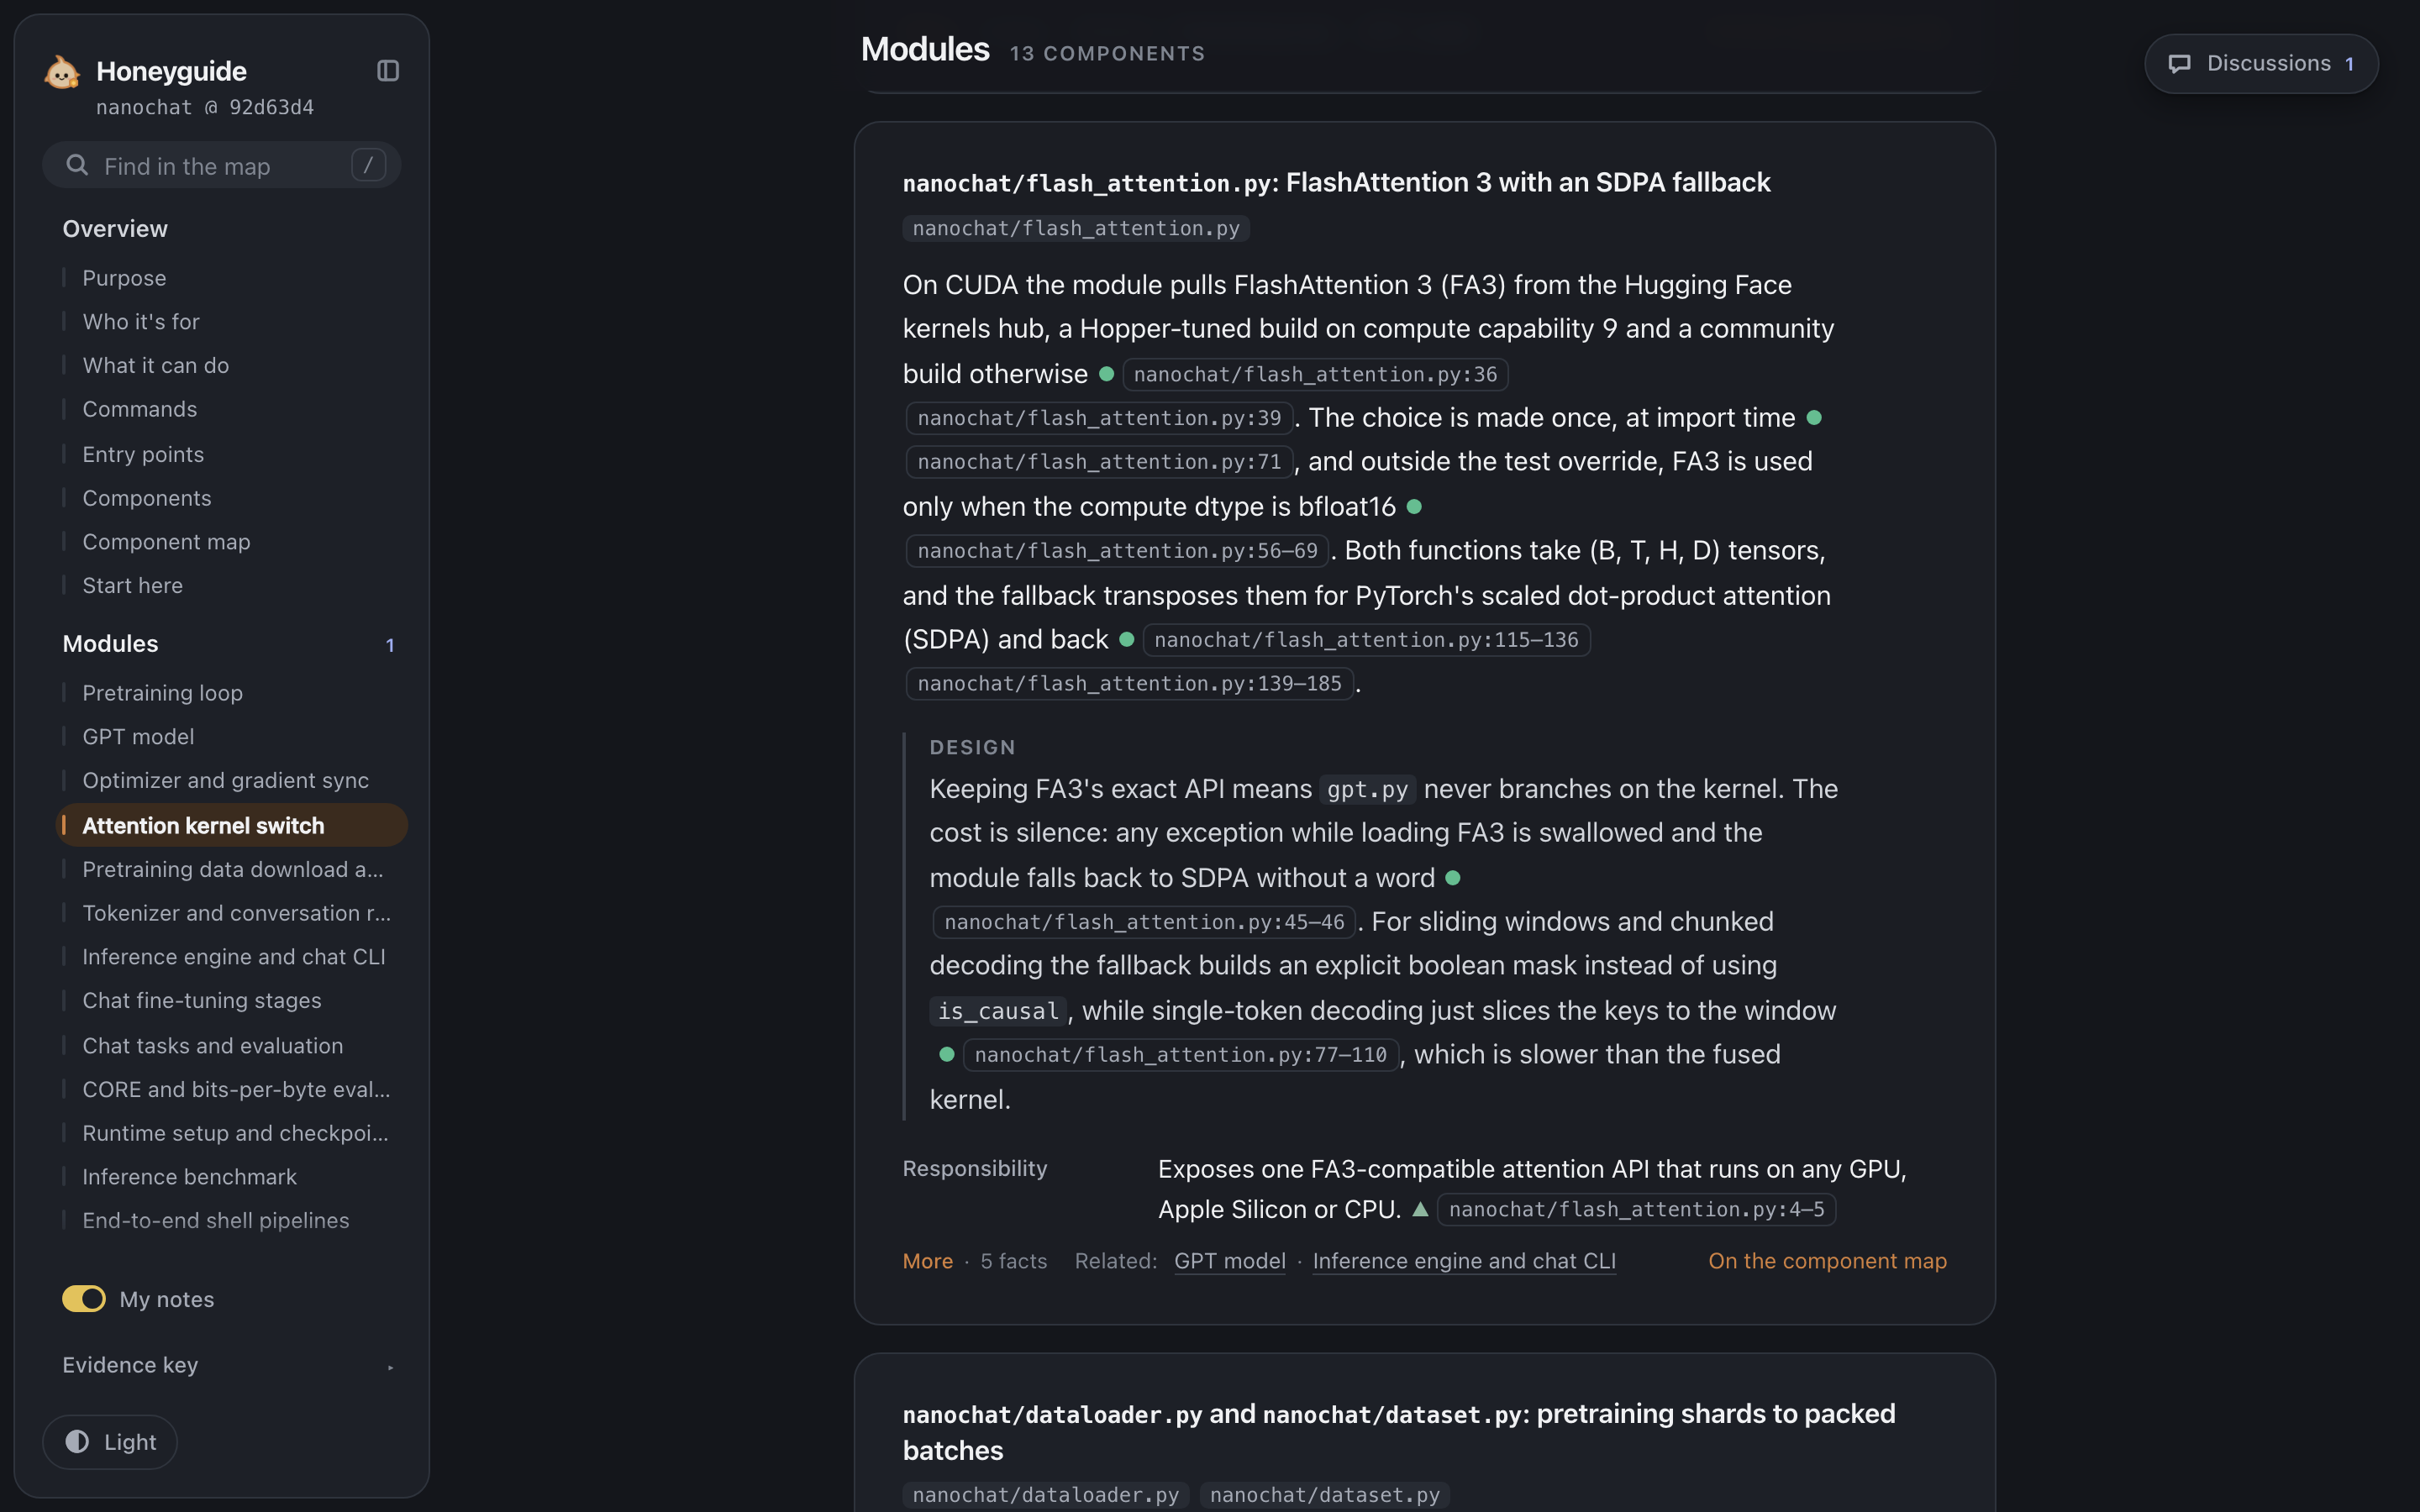 Honeyguide
nanochat @ 92d63d4
Find in the map /
Overview
Purpose
Who it's for
What it can do
Commands
Entry points
Components
Component map
Start here
Modules 1
Pretraining loop
GPT model
Optimizer and gradient sync
Attention kernel switch
Pretraining data download a...
Tokenizer and conversation r...
Inference engine and chat CLI
Chat fine-tuning stages
Chat tasks and evaluation
CORE and bits-per-byte eval...
Runtime setup and checkpoi...
Inference benchmark
End-to-end shell pipelines
My notes
Evidence key
Light
Modules 13 COMPONENTS
Discussions 1
nanochat/flash_attention.py: FlashAttention 3 with an SDPA fallback
nanochat/flash_attention.py
On CUDA the module pulls FlashAttention 3 (FA3) from the Hugging Face
kernels hub, a Hopper-tuned build on compute capability 9 and a community
build otherwise nanochat/flash_attention.py:36
nanochat/flash_attention.py:39. The choice is made once, at import time
nanochat/flash_attention.py:71, and outside the test override, FA3 is used
only when the compute dtype is bfloat16
nanochat/flash_attention.py:56–69. Both functions take (B, T, H, D) tensors,
and the fallback transposes them for PyTorch's scaled dot-product attention
(SDPA) and back nanochat/flash_attention.py:115–136
nanochat/flash_attention.py:139–185.
DESIGN
Keeping FA3's exact API means gpt.py never branches on the kernel. The
cost is silence: any exception while loading FA3 is swallowed and the
module falls back to SDPA without a word
nanochat/flash_attention.py:45–46. For sliding windows and chunked
decoding the fallback builds an explicit boolean mask instead of using
is_causal, while single-token decoding just slices the keys to the window
nanochat/flash_attention.py:77–110, which is slower than the fused
kernel.
Responsibility Exposes one FA3-compatible attention API that runs on any GPU,
Apple Silicon or CPU. nanochat/flash_attention.py:4–5
More · 5 facts Related: GPT model · Inference engine and chat CLI On the component map
nanochat/dataloader.py and nanochat/dataset.py: pretraining shards to packed
batches
nanochat/dataloader.py nanochat/dataset.py